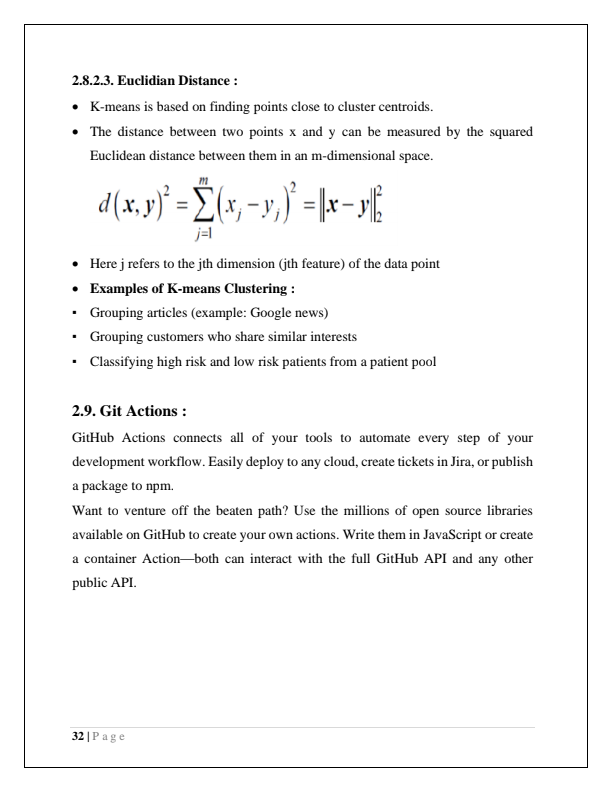 2.8.2.3. Euclidian Distance :
• K-means is based on finding points close to cluster centroids.
• The distance between two points x and y can be measured by the squared
Euclidean distance between them in an m-dimensional space.
d(x, y)² = ∑_{j=1}^{m} (x_j − y_j)² = ‖x − y‖₂²
• Here j refers to the jth dimension (jth feature) of the data point
• Examples of K-means Clustering :
▪ Grouping articles (example: Google news)
▪ Grouping customers who share similar interests
▪ Classifying high risk and low risk patients from a patient pool
2.9. Git Actions :
GitHub Actions connects all of your tools to automate every step of your
development workflow. Easily deploy to any cloud, create tickets in Jira, or publish
a package to npm.
Want to venture off the beaten path? Use the millions of open source libraries
available on GitHub to create your own actions. Write them in JavaScript or create
a container Action—both can interact with the full GitHub API and any other
public API.
32 | Page